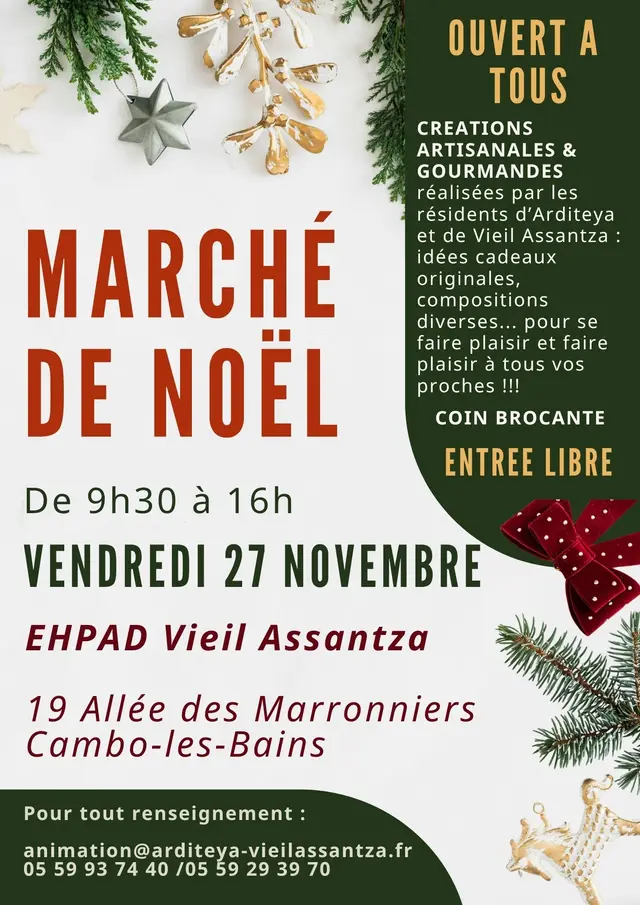 OUVERT A
TOUS
CREATIONS
ARTISANALES &
GOURMANDES
réalisées par les
résidents d’Arditeya
et de Vieil Assantza :
idées cadeaux
originales,
compositions
diverses... pour se
faire plaisir et faire
plaisir à tous vos
proches !!!
COIN BROCANTE
ENTREE LIBRE
MARCHÉ
DE NOËL
De 9h30 à 16h
VENDREDI 27 NOVEMBRE
EHPAD Vieil Assantza
19 Allée des Marronniers
Cambo-les-Bains
Pour tout renseignement :
animation@arditeya-vieilassantza.fr
05 59 93 74 40 /05 59 29 39 70